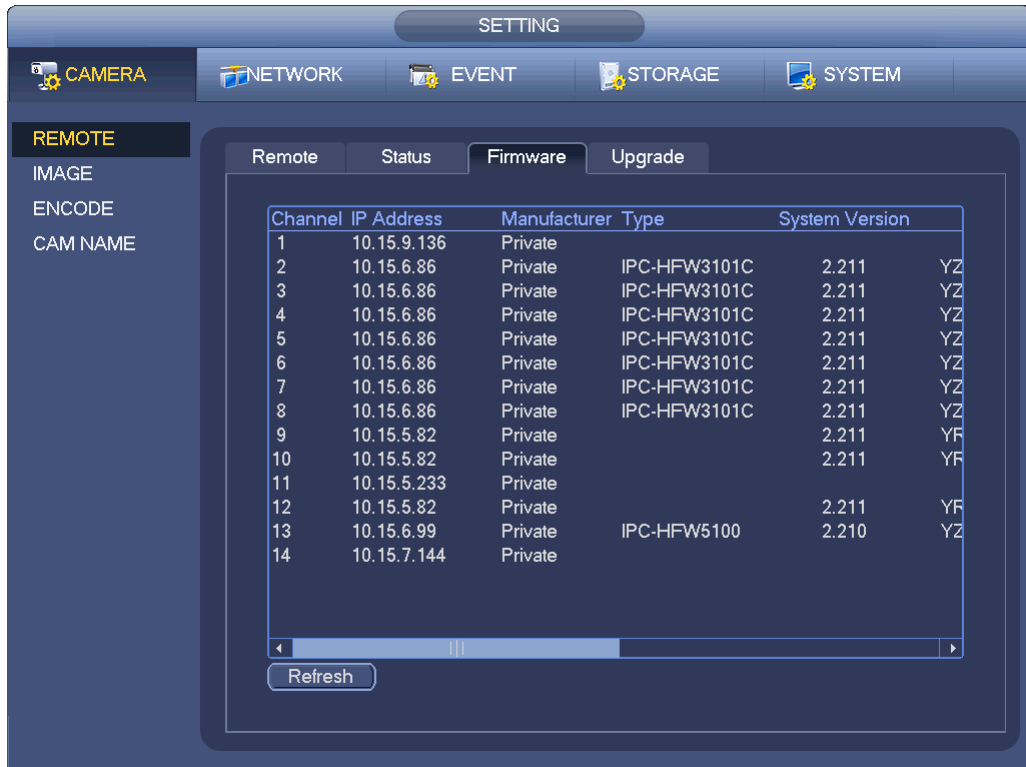 SETTING
CAMERA NETWORK EVENT STORAGE SYSTEM
REMOTE
IMAGE
ENCODE
CAM NAME
Remote Status Firmware Upgrade
Channel IP Address Manufacturer Type System Version
1 10.15.9.136 Private
2 10.15.6.86 Private IPC-HFW3101C 2.211 YZ
3 10.15.6.86 Private IPC-HFW3101C 2.211 YZ
4 10.15.6.86 Private IPC-HFW3101C 2.211 YZ
5 10.15.6.86 Private IPC-HFW3101C 2.211 YZ
6 10.15.6.86 Private IPC-HFW3101C 2.211 YZ
7 10.15.6.86 Private IPC-HFW3101C 2.211 YZ
8 10.15.6.86 Private IPC-HFW3101C 2.211 YZ
9 10.15.5.82 Private 2.211 YR
10 10.15.5.82 Private 2.211 YR
11 10.15.5.233 Private
12 10.15.5.82 Private 2.211 YR
13 10.15.6.99 Private IPC-HFW5100 2.210 YZ
14 10.15.7.144 Private
Refresh